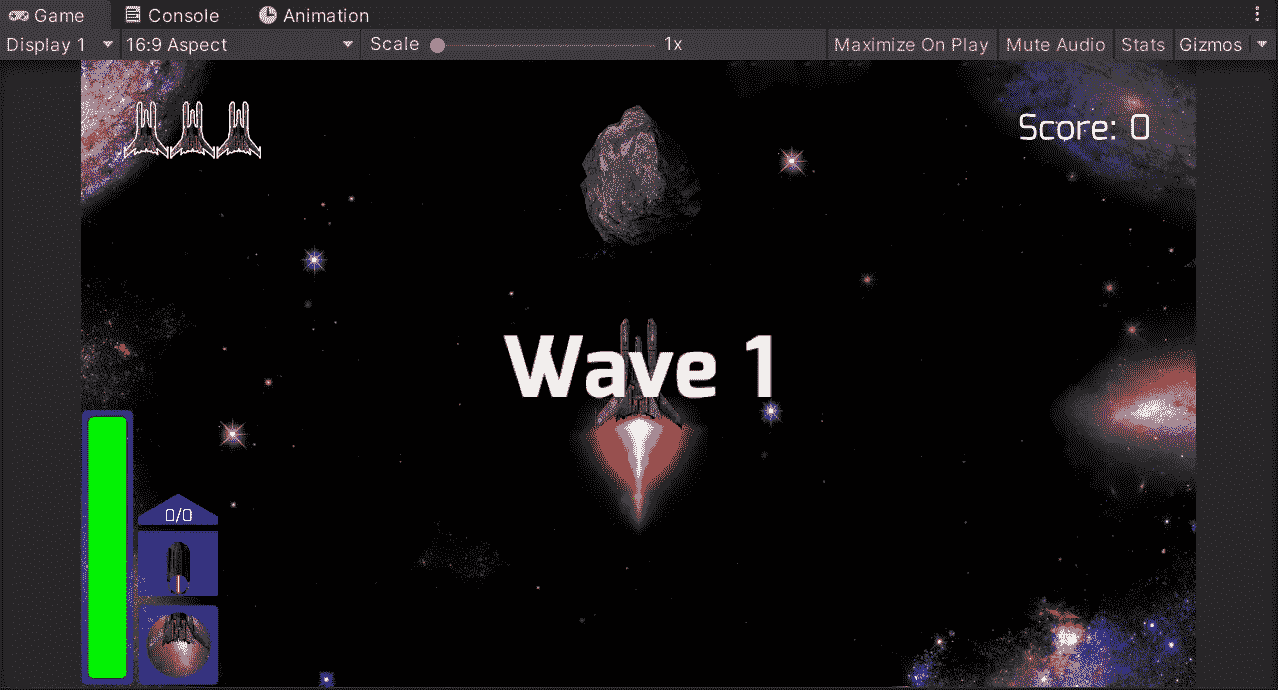 Game Console Animation
Display 1 16:9 Aspect Scale 1x Maximize On Play Mute Audio Stats Gizmos
Score: 0
Wave 1
0/0